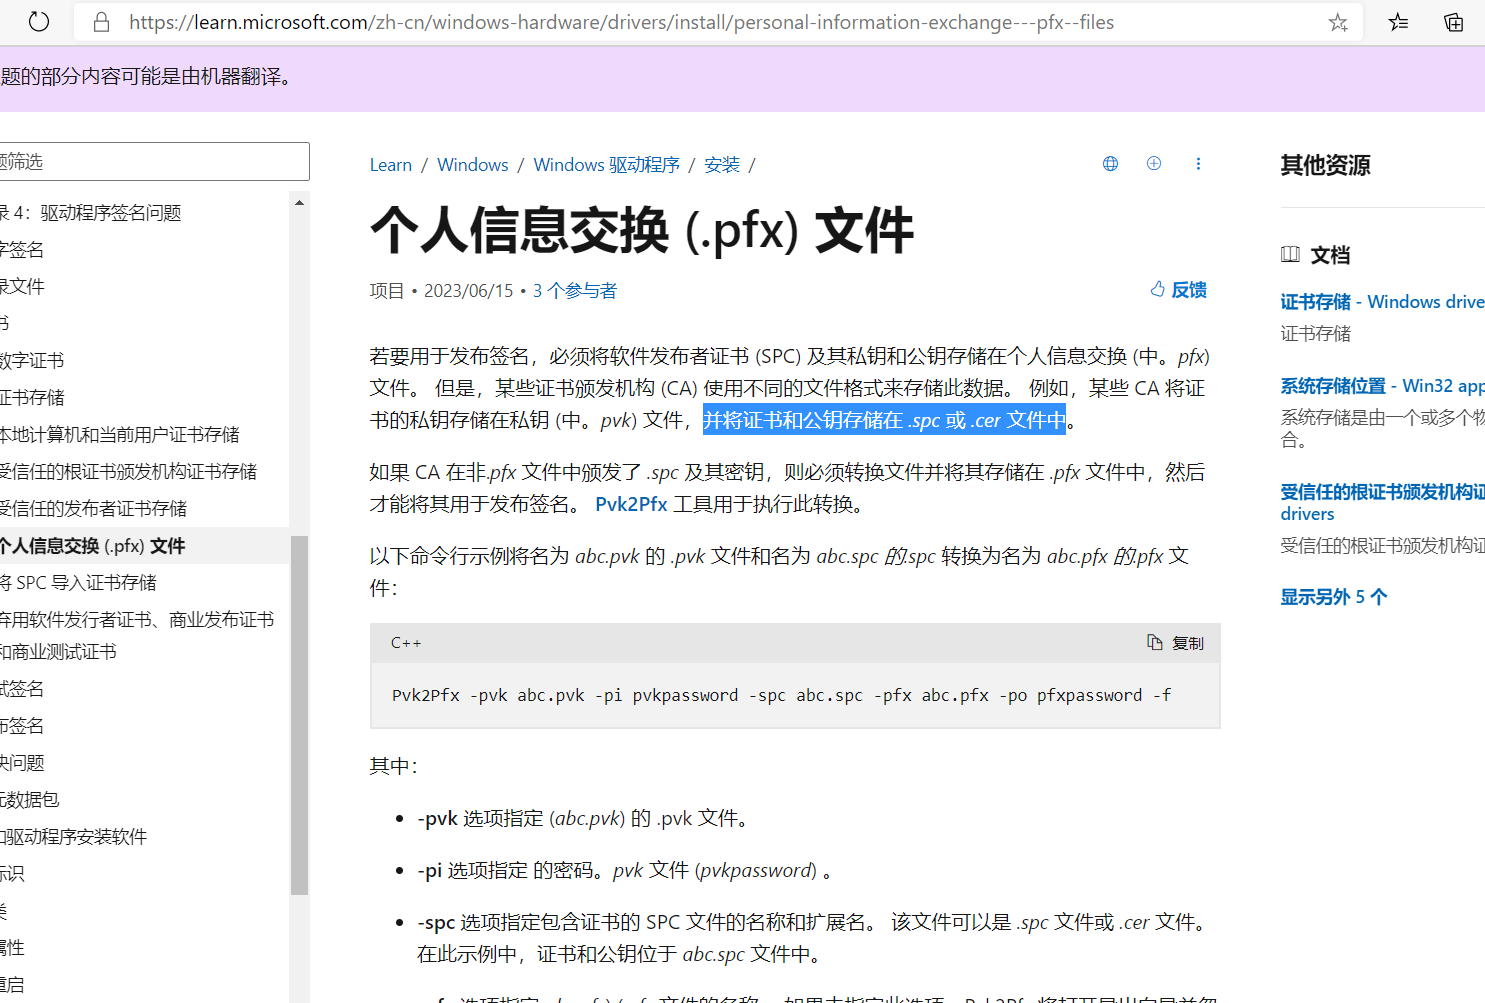 https://learn.microsoft.com/zh-cn/windows-hardware/drivers/install/personal-information-exchange---pfx--files
题的部分内容可能是由机器翻译。
题筛选
录 4：驱动程序签名问题
字签名
录文件
书
数字证书
证书存储
本地计算机和当前用户证书存储
受信任的根证书颁发机构证书存储
受信任的发布者证书存储
个人信息交换 (.pfx) 文件
将 SPC 导入证书存储
弃用软件发行者证书、商业发布证书
和商业测试证书
试签名
布签名
决问题
元数据包
和驱动程序安装软件
标识
类
属性
重启
Learn / Windows / Windows 驱动程序 / 安装 /
个人信息交换 (.pfx) 文件
项目 • 2023/06/15 • 3 个参与者
反馈
若要用于发布签名，必须将软件发布者证书 (SPC) 及其私钥和公钥存储在个人信息交换 (中。pfx)
文件。 但是，某些证书颁发机构 (CA) 使用不同的文件格式来存储此数据。 例如，某些 CA 将证
书的私钥存储在私钥 (中。pvk) 文件，并将证书和公钥存储在 .spc 或 .cer 文件中。
如果 CA 在非.pfx 文件中颁发了 .spc 及其密钥，则必须转换文件并将其存储在 .pfx 文件中，然后
才能将其用于发布签名。 Pvk2Pfx 工具用于执行此转换。
以下命令行示例将名为 abc.pvk 的 .pvk 文件和名为 abc.spc 的.spc 转换为名为 abc.pfx 的.pfx 文
件：
C++
复制
Pvk2Pfx -pvk abc.pvk -pi pvkpassword -spc abc.spc -pfx abc.pfx -po pfxpassword -f
其中：
• -pvk 选项指定 (abc.pvk) 的 .pvk 文件。
• -pi 选项指定 的密码。pvk 文件 (pvkpassword) 。
• -spc 选项指定包含证书的 SPC 文件的名称和扩展名。 该文件可以是 .spc 文件或 .cer 文件。
在此示例中，证书和公钥位于 abc.spc 文件中。
其他资源
文档
证书存储 - Windows drive
证书存储
系统存储位置 - Win32 app
系统存储是由一个或多个物
合。
受信任的根证书颁发机构证
drivers
受信任的根证书颁发机构证
显示另外 5 个